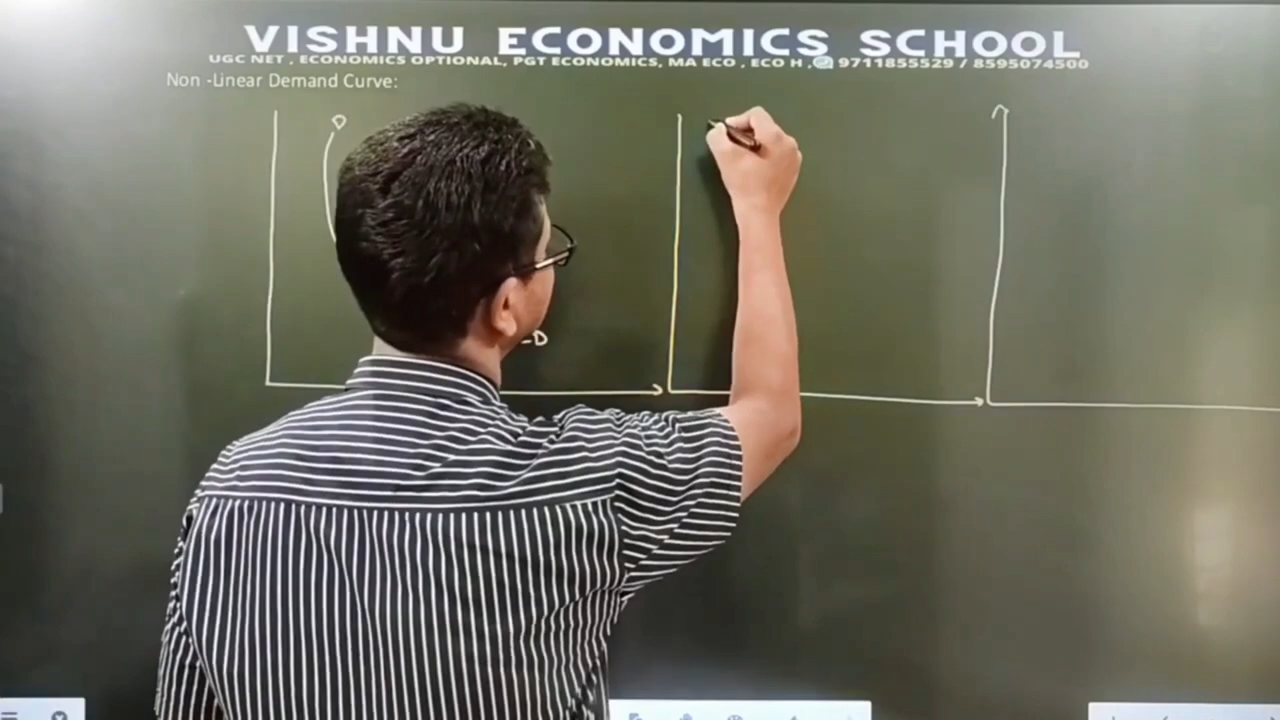 VISHNU ECONOMICS SCHOOL
UGC NET , ECONOMICS OPTIONAL, PGT ECONOMICS, MA ECO , ECO H , 9711855529 / 8595074500
Non -Linear Demand Curve:
D
D